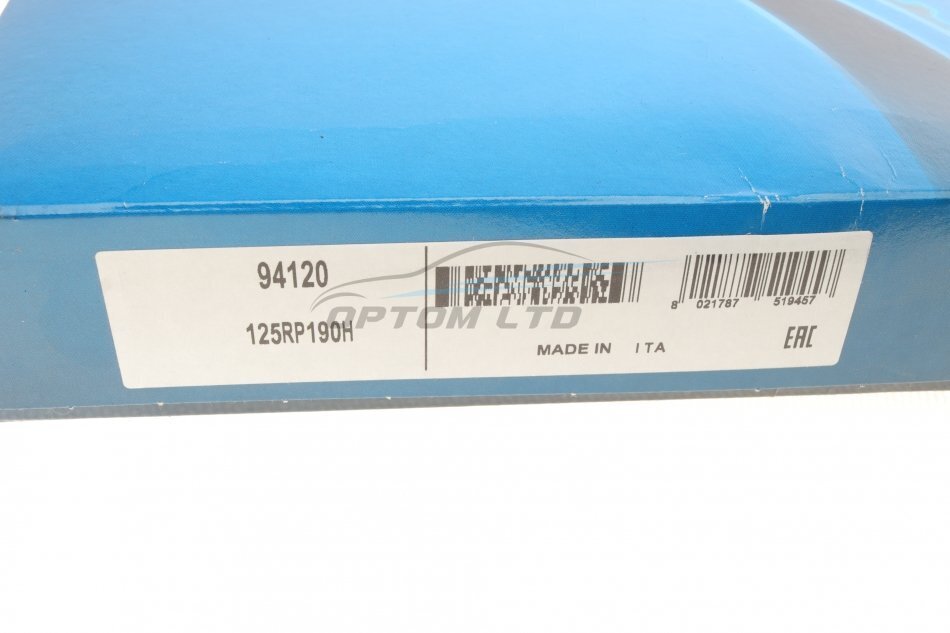 94120
125RP190H
8 021787 519457
MADE IN ITA
EAC
OPTOM LTD